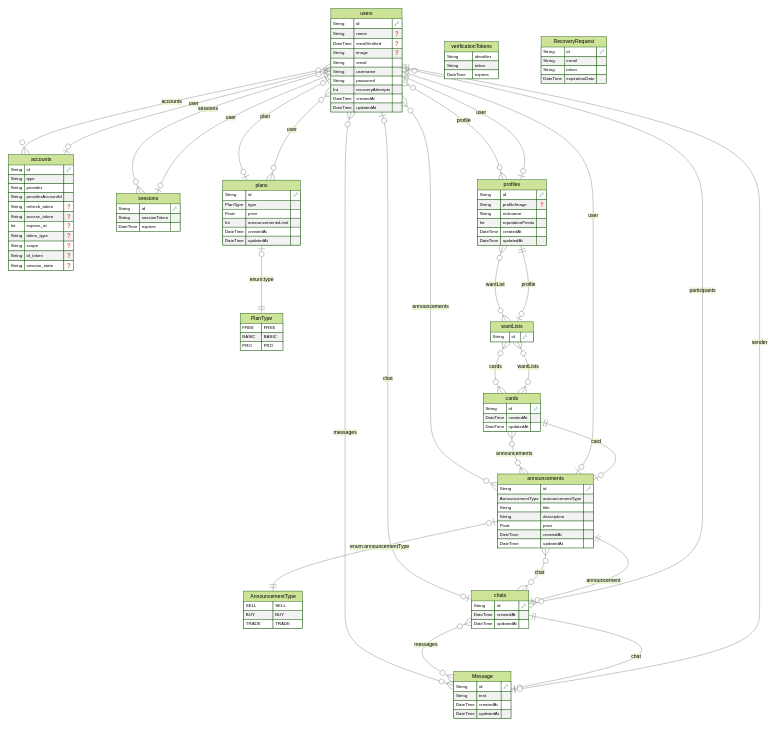 users
String id
String name ?
DateTime emailVerified ?
String image ?
String email
String username
String password
Int recoveryAttempts
DateTime createdAt
DateTime updatedAt
verificationTokens
String identifier
String token
DateTime expires
RecoveryRequest
String id
String email
String token
DateTime expirationDate
accounts
user
sessions
user
plan
user
profile
user
accounts
String id
String type
String provider
String providerAccountId
String refresh_token ?
String access_token ?
Int expires_at ?
String token_type ?
String scope ?
String id_token ?
String session_state ?
sessions
String id
String sessionToken
DateTime expires
plans
String id
PlanType type
Float price
Int announcementsLimit
DateTime createdAt
DateTime updatedAt
profiles
String id
String profileImage ?
String nickname
Int reputationPoints
DateTime createdAt
DateTime updatedAt
user
enum:type
wantList
profile
participants
announcements
PlanType
FREE FREE
BASIC BASIC
PRO PRO
wantLists
String id
sender
cards
wantLists
chat
cards
String id
DateTime createdAt
DateTime updatedAt
messages
card
announcements
announcements
String id
AnnouncementType announcementType
String title
String description
Float price
DateTime createdAt
DateTime updatedAt
enum:announcementType
chat
announcement
AnnouncementType
SELL SELL
BUY BUY
TRADE TRADE
chats
String id
DateTime createdAt
DateTime updatedAt
messages
chat
Message
String id
String text
DateTime createdAt
DateTime updatedAt